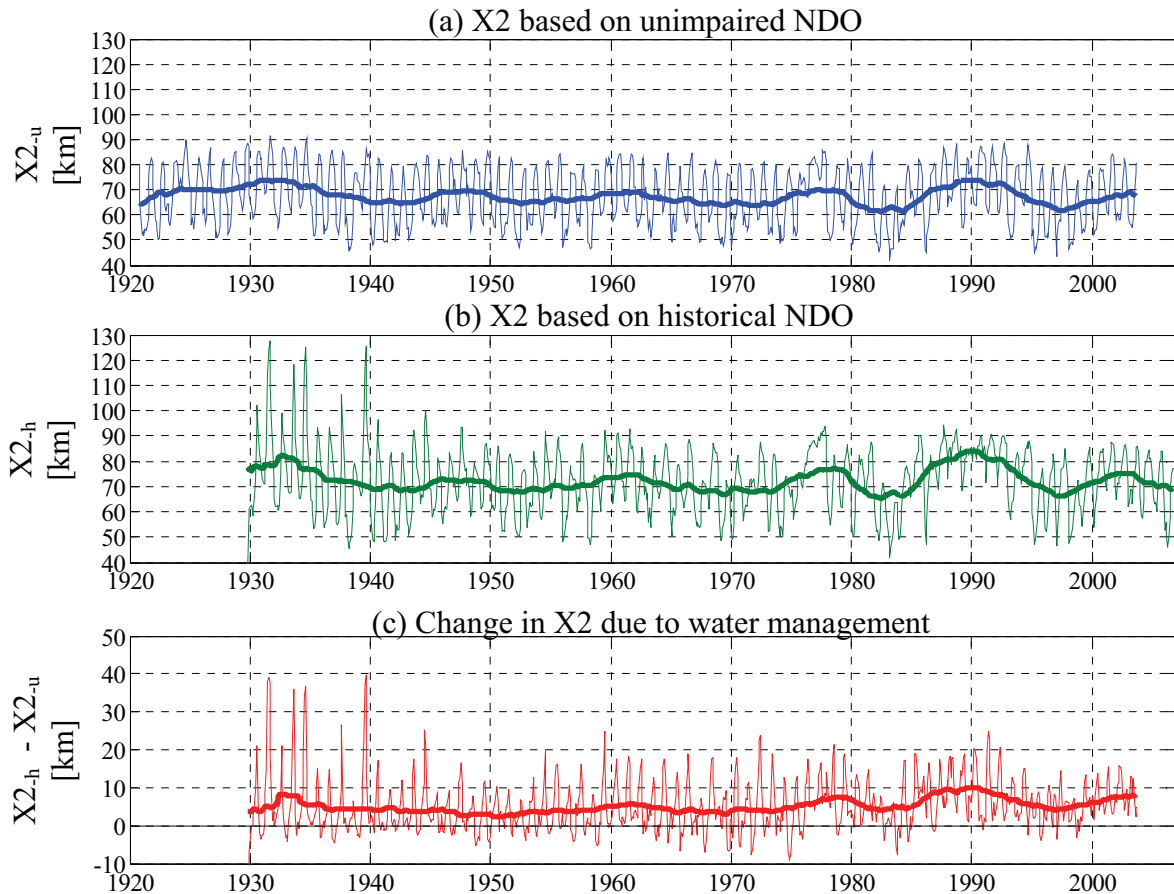 (a) X2 based on unimpaired NDO
130
120
110
100
90
80
70
60
50
40
X2-u
[km]
1920 1930 1940 1950 1960 1970 1980 1990 2000
(b) X2 based on historical NDO
130
120
110
100
90
80
70
60
50
40
X2-h
[km]
1920 1930 1940 1950 1960 1970 1980 1990 2000
(c) Change in X2 due to water management
50
40
30
20
10
0
-10
X2-h - X2-u
[km]
1920 1930 1940 1950 1960 1970 1980 1990 2000